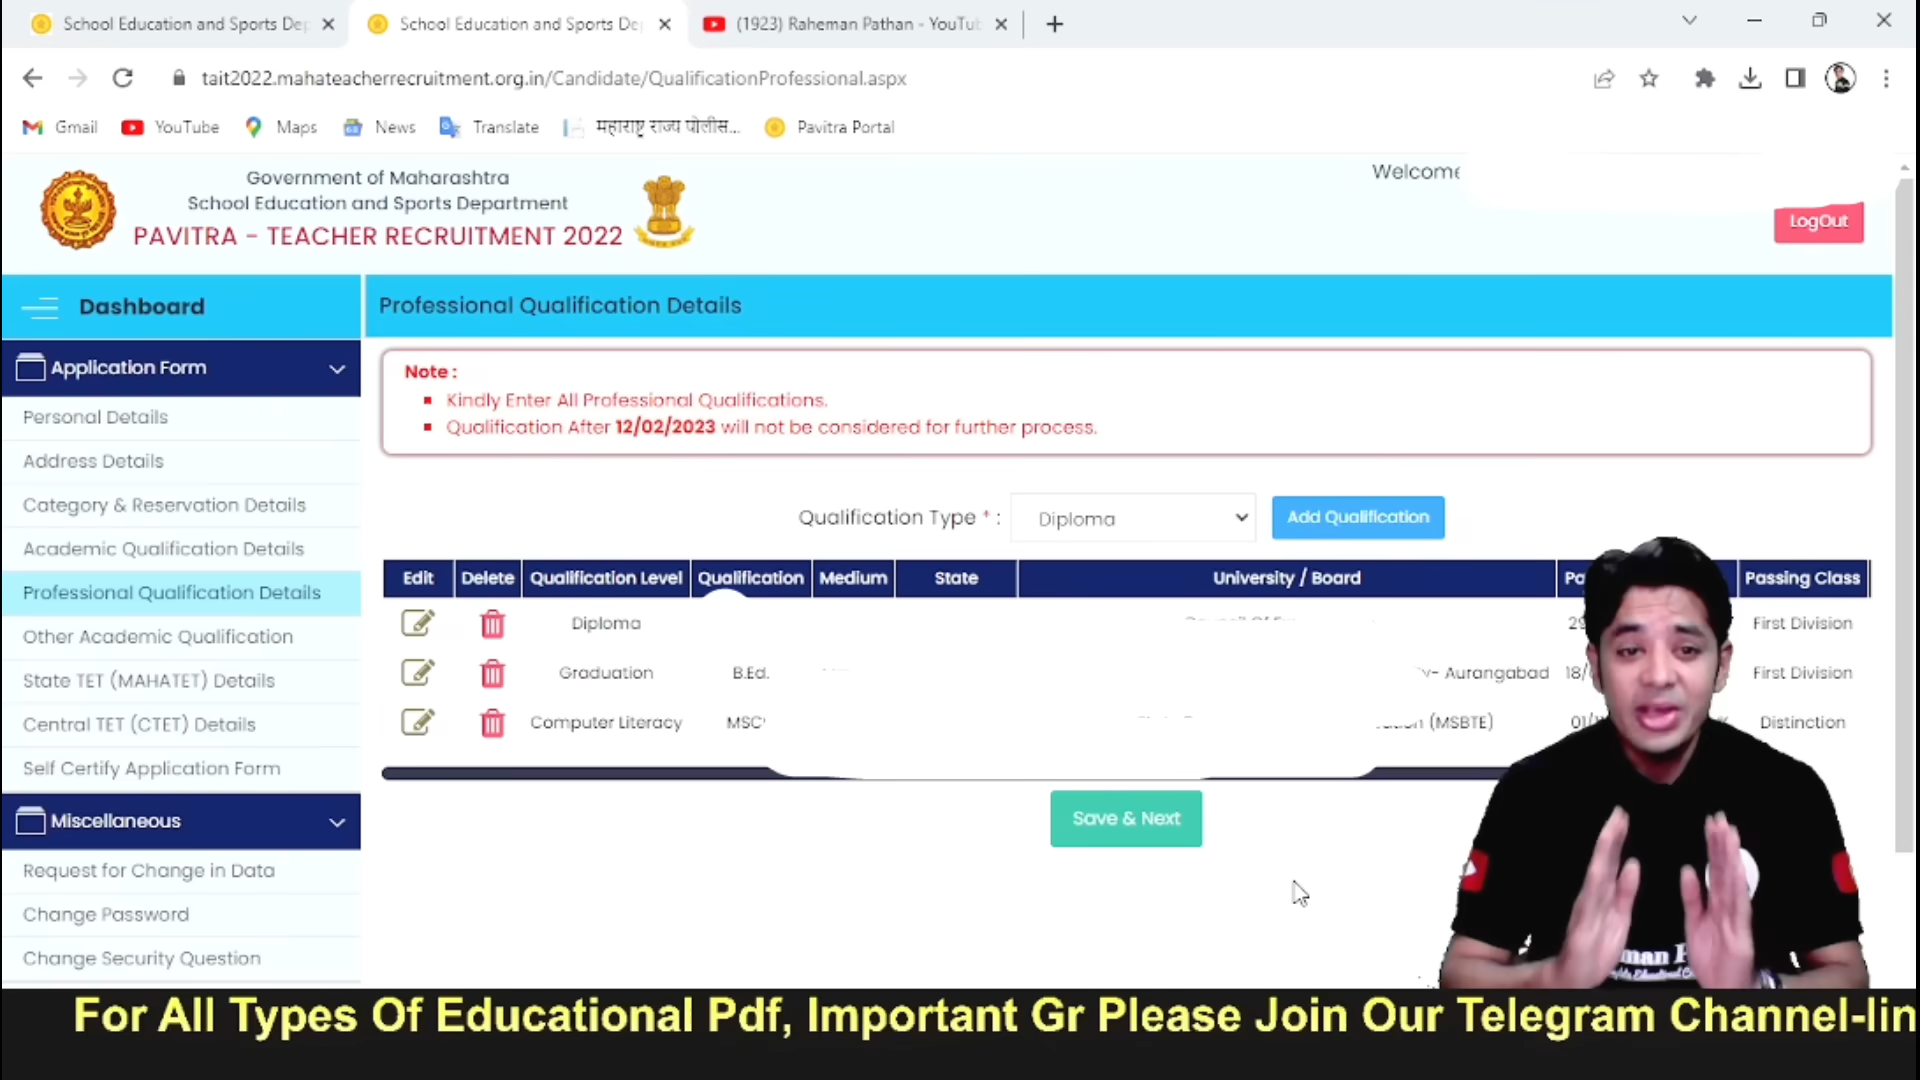 School Education and Sports De
School Education and Sports De
(1923) Raheman Pathan - YouTu
tait2022.mahateacherrecruitment.org.in/Candidate/QualificationProfessional.aspx
Gmail
YouTube
Maps
News
Translate
महाराष्ट्र राज्य पोलीस...
Pavitra Portal
Government of Maharashtra
School Education and Sports Department
PAVITRA - TEACHER RECRUITMENT 2022
Welcome
LogOut
Dashboard
Professional Qualification Details
Application Form
Personal Details
Address Details
Category & Reservation Details
Academic Qualification Details
Professional Qualification Details
Other Academic Qualification
State TET (MAHATET) Details
Central TET (CTET) Details
Self Certify Application Form
Miscellaneous
Request for Change in Data
Change Password
Change Security Question
Note :
Kindly Enter All Professional Qualifications.
Qualification After 12/02/2023 will not be considered for further process.
Qualification Type * : Diploma Add Qualification
Edit Delete Qualification Level Qualification Medium State University / Board Passing Class
Diploma First Division
Graduation B.Ed. Aurangabad First Division
Computer Literacy (MSBTE) Distinction
Save & Next
For All Types Of Educational Pdf, Important Gr Please Join Our Telegram Channel-lin